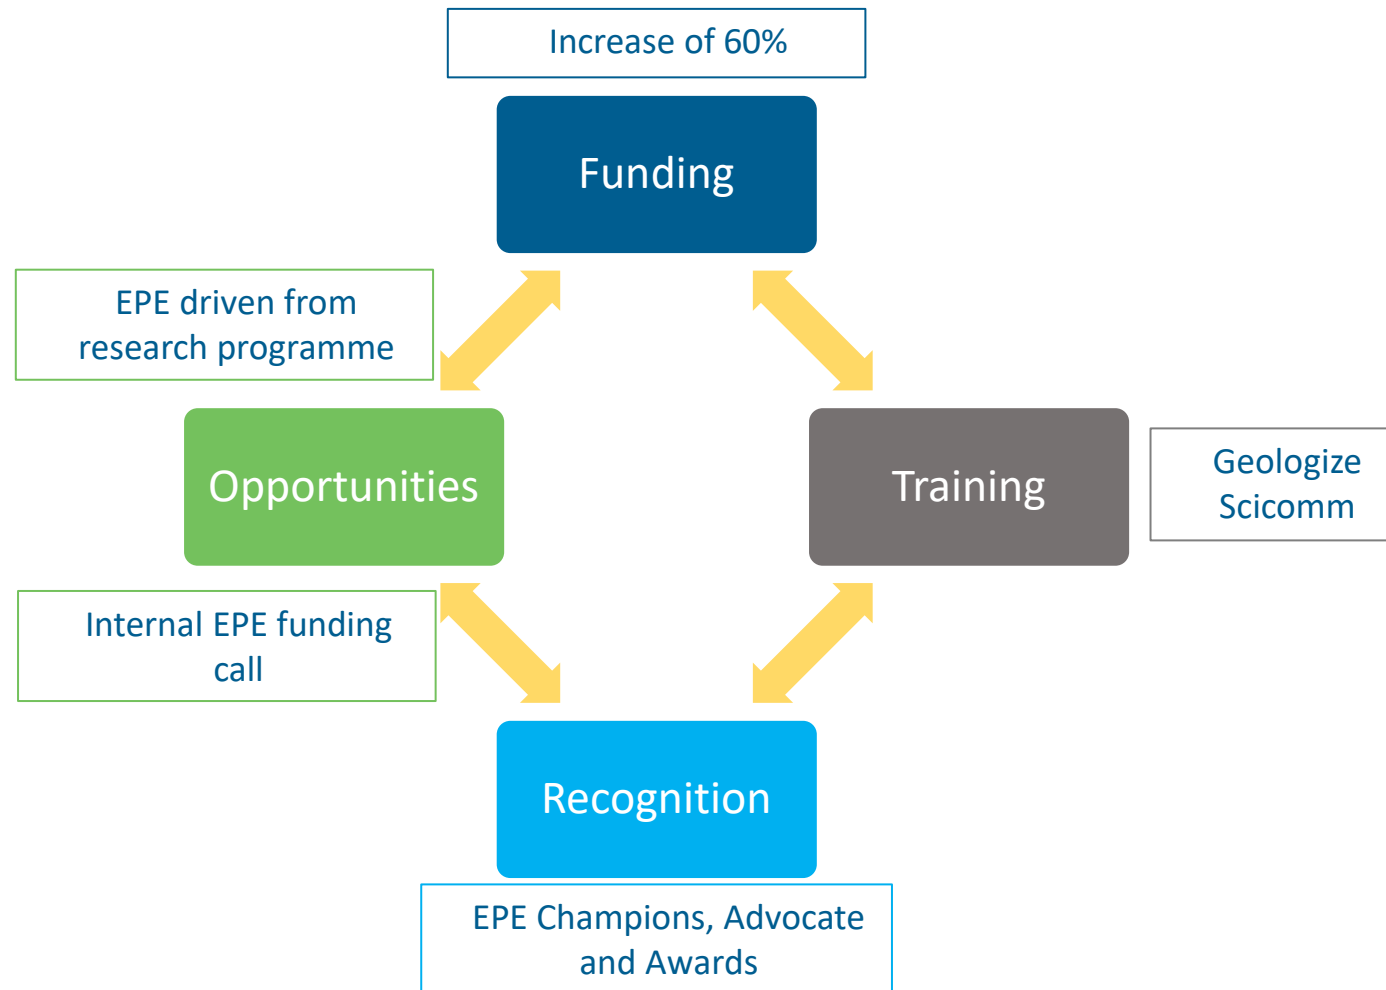 Increase of 60%
Funding
EPE driven from
research programme
Opportunities
Training
Geologize
Scicomm
Internal EPE funding
call
Recognition
EPE Champions, Advocate
and Awards